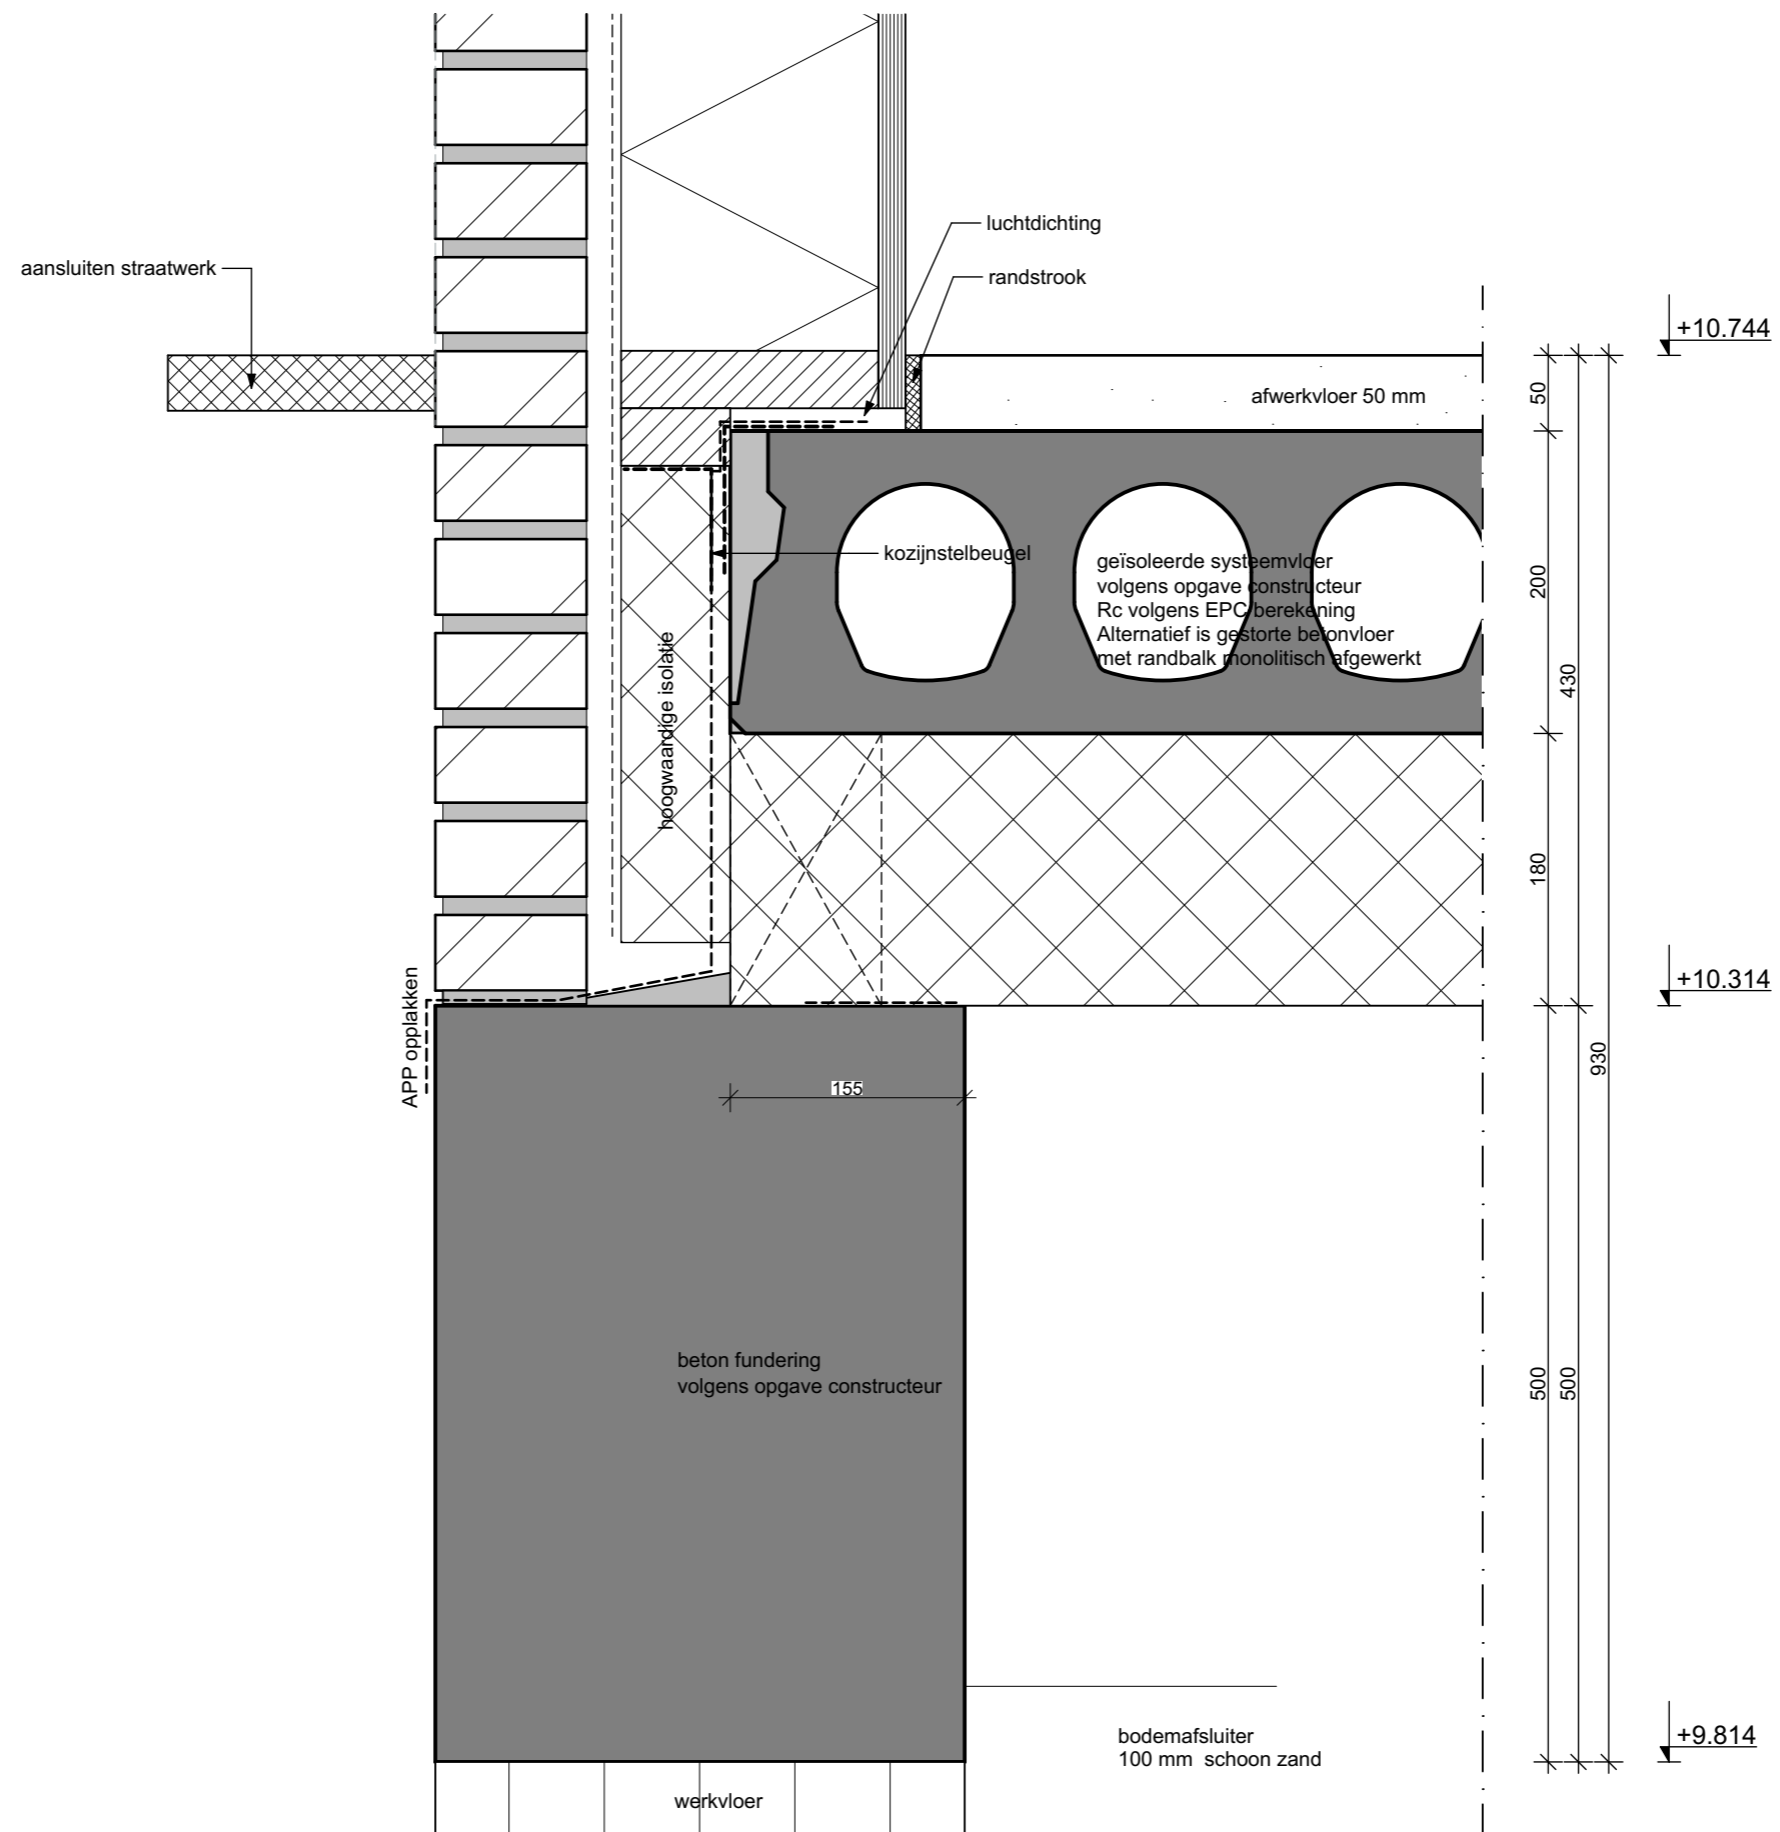 luchtdichting
aansluiten straatwerk
randstrook
+10.744
afwerkvloer 50 mm
50
kozijnstelbeugel
geïsoleerde systeemvloer
volgens opgave constructeur
Rc volgens EPC berekening
Alternatief is gestorte betonvloer
met randbalk monolitisch afgewerkt
200
430
hoogwaardige isolatie
180
+10.314
APP opplakken
930
155
beton fundering
volgens opgave constructeur
500
500
bodemafsluiter
100 mm schoon zand
+9.814
werkvloer